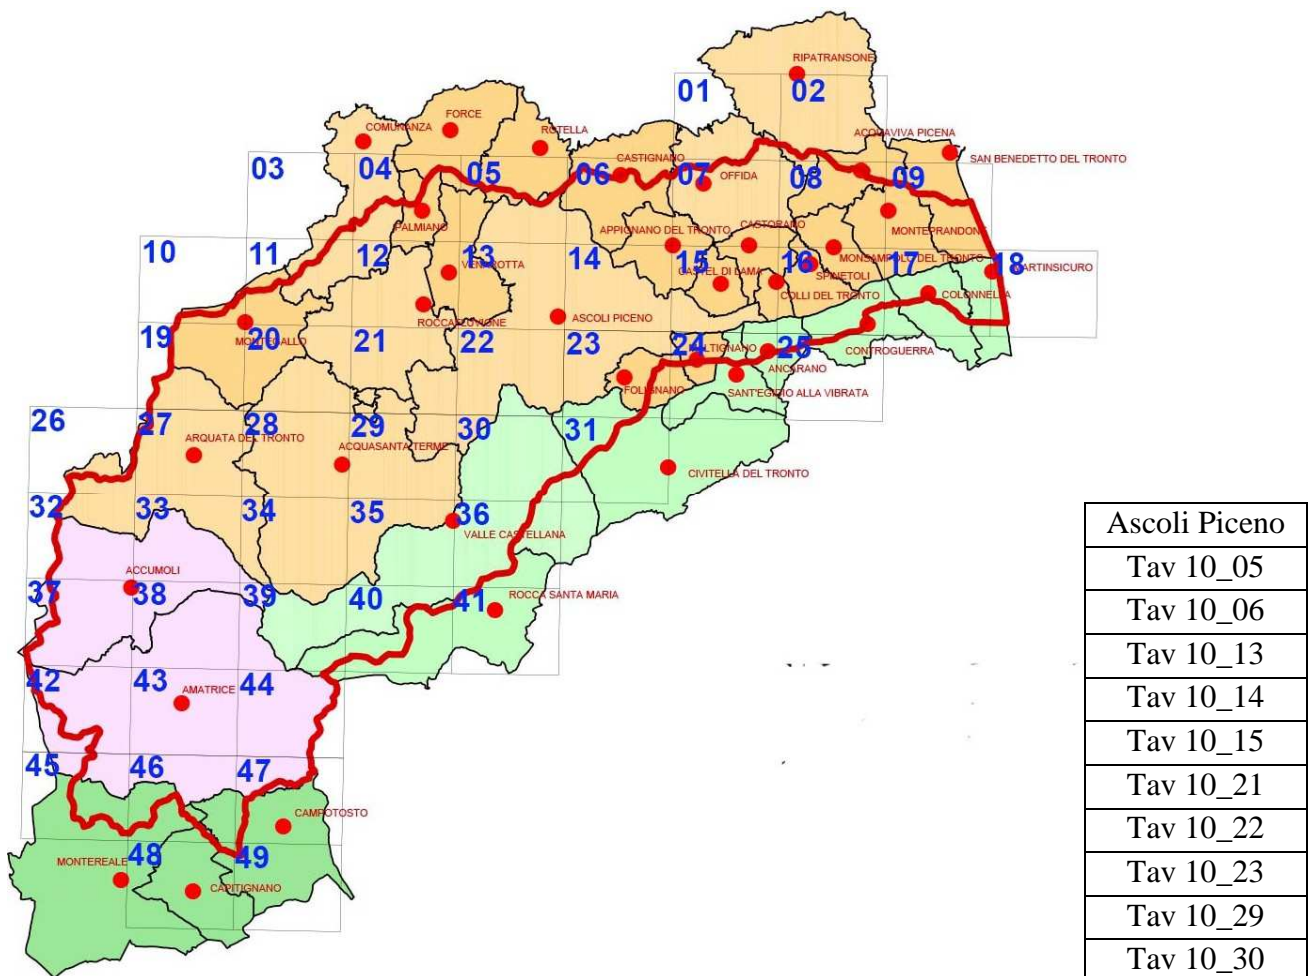 RIPATRANSONE
01
02
FORCE
COMUNANZA
ROTELLA
ACQUAVIVA PICENA
SAN BENEDETTO DEL TRONTO
CASTIGNANO
03
04
05
06
07
OFFIDA
08
09
PALMIANO
APPIGNANO DEL TRONTO
CASTORANO
MONTEPRANDONE
10
11
12
13
VENAROTTA
14
15
CASTEL DI LAMA
16
MONSAMPOLO DEL TRONTO
SPINETOLI
17
18
MARTINSICURO
COLLI DEL TRONTO
COLONNELLA
ROCCAFLUVIONE
ASCOLI PICENO
19
MONTEGALLO
20
21
22
23
24
MALTIGNANO
25
CONTROGUERRA
ANCARANO
FOLIGNANO
SANT'EGIDIO ALLA VIBRATA
26
27
28
29
30
31
ARQUATA DEL TRONTO
ACQUASANTA TERME
CIVITELLA DEL TRONTO
32
33
34
35
36
VALLE CASTELLANA
ACCUMOLI
37
38
39
40
41
ROCCA SANTA MARIA
42
43
AMATRICE
44
45
46
47
CAMPOTOSTO
MONTEREALE
48
49
CAPITIGNANO
Ascoli Piceno
Tav 10_05
Tav 10_06
Tav 10_13
Tav 10_14
Tav 10_15
Tav 10_21
Tav 10_22
Tav 10_23
Tav 10_29
Tav 10_30